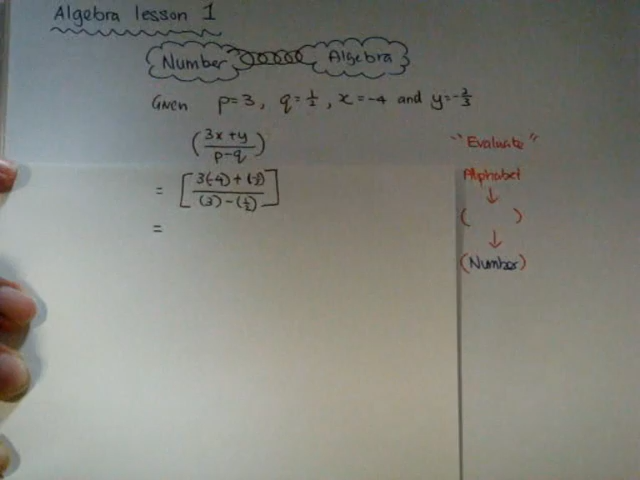 Algebra lesson 1
Number Algebra
Given p=3, q=1/2, x=-4 and y=-2/3
(3x+y / p-q)
"Evaluate"
Alphabet
↓
= [3(-4)+(-2/3) / (3)-(1/2)]
( )
↓
=
(Number)